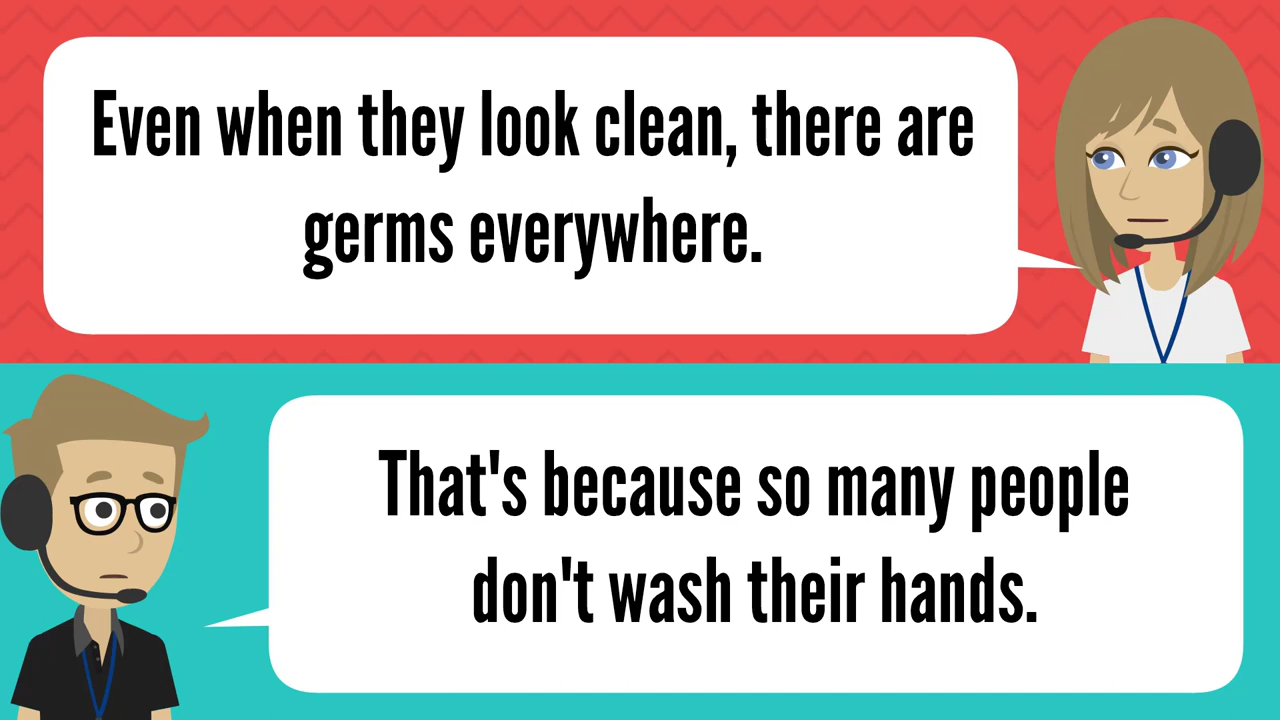 Even when they look clean, there are
germs everywhere.
That's because so many people
don't wash their hands.